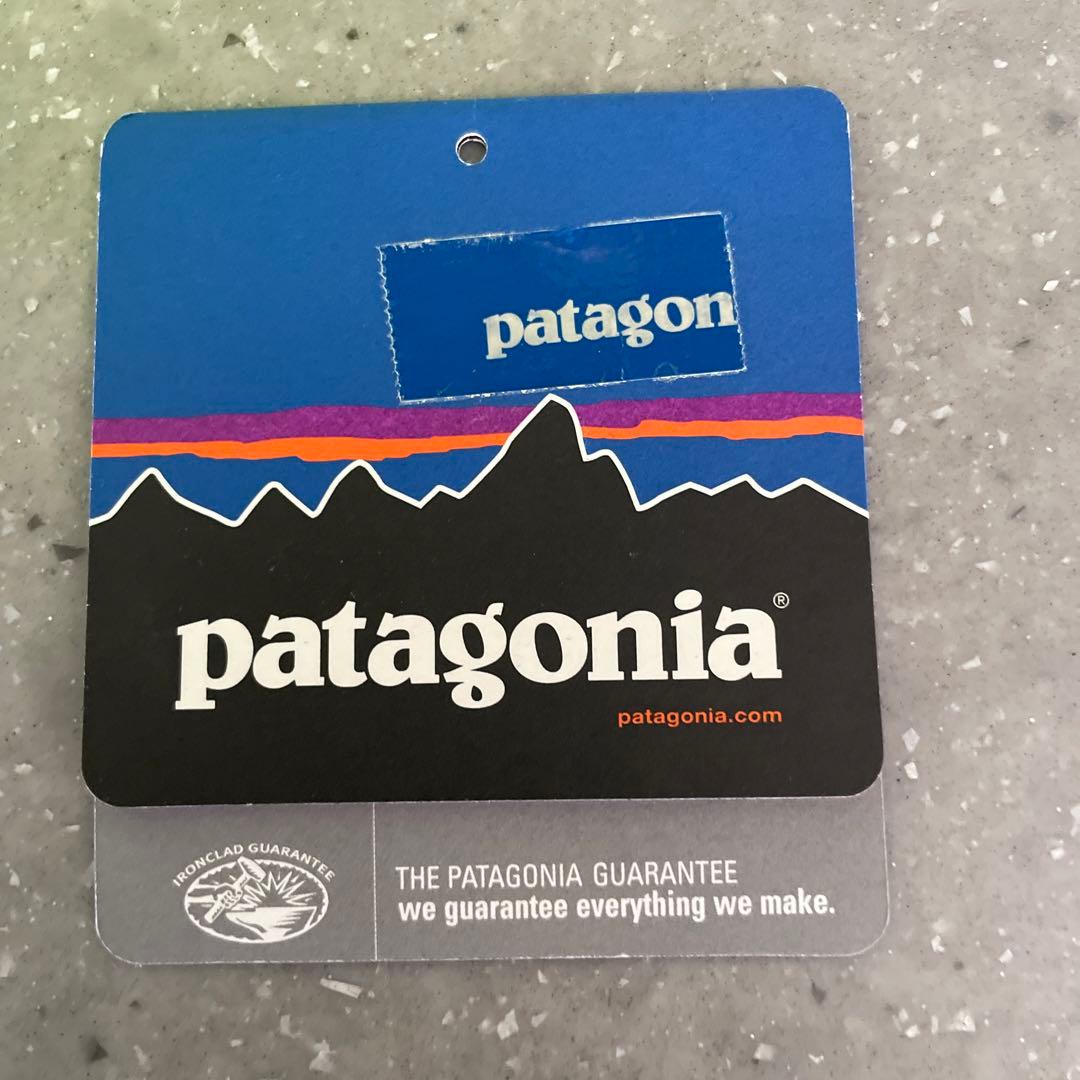 patagon
patagonia®
patagonia.com
IRONCLAD GUARANTEE
THE PATAGONIA GUARANTEE
we guarantee everything we make.